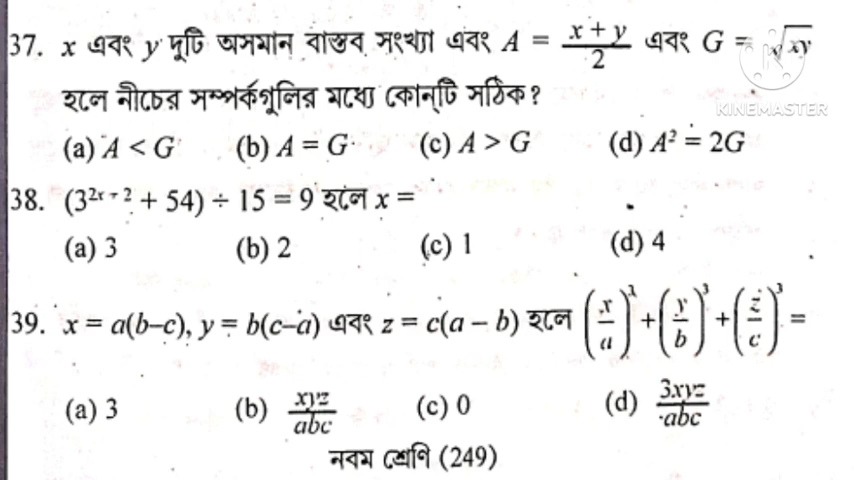 37. x এবং y দুটি অসমান বাস্তব সংখ্যা এবং A = (x + y)/2 এবং G = √xy
KINEMASTER
হলে নীচের সম্পর্কগুলির মধ্যে কোন্‌টি সঠিক?
(a) A < G (b) A = G (c) A > G (d) A² = 2G
38. (3²ˣ⁻² + 54) ÷ 15 = 9 হলে x =
(a) 3 (b) 2 (c) 1 (d) 4
39. x = a(b–c), y = b(c–a) এবং z = c(a – b) হলে (x/a)³ + (y/b)³ + (z/c)³ =
(a) 3 (b) xyz/abc (c) 0 (d) 3xyz/abc
নবম শ্রেণি (249)